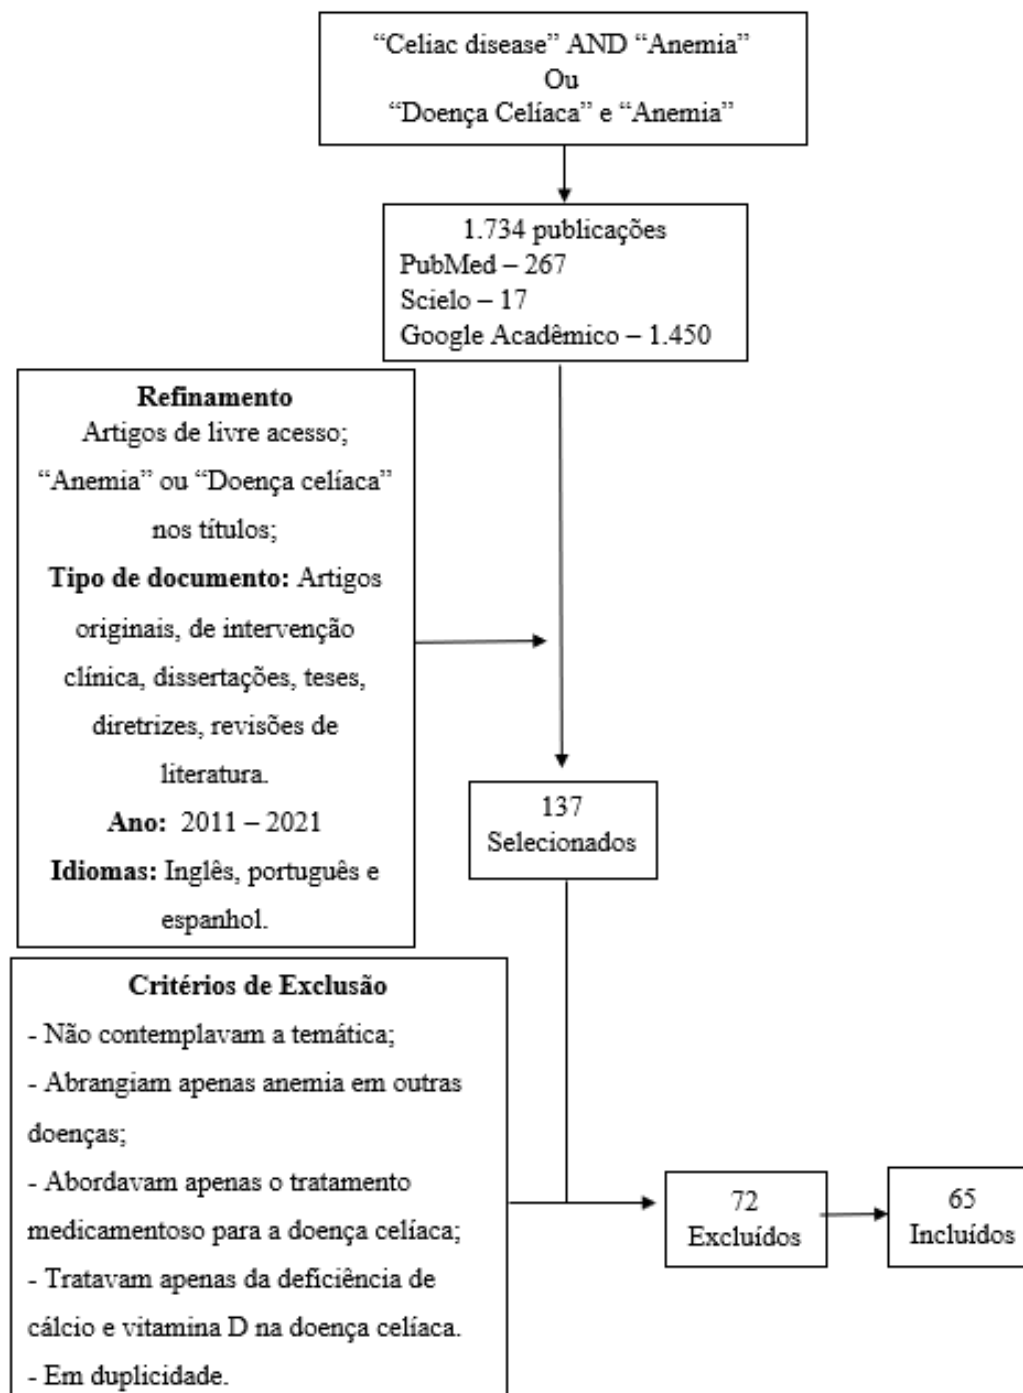 “Celiac disease” AND “Anemia”
Ou
“Doença Celíaca” e “Anemia”
1.734 publicações
PubMed – 267
Scielo – 17
Google Acadêmico – 1.450
Refinamento
Artigos de livre acesso;
“Anemia” ou “Doença celíaca”
nos títulos;
Tipo de documento: Artigos
originais, de intervenção
clínica, dissertações, teses,
diretrizes, revisões de
literatura.
Ano: 2011 – 2021
Idiomas: Inglês, português e
espanhol.
137
Selecionados
Critérios de Exclusão
- Não contemplavam a temática;
- Abrangiam apenas anemia em outras
doenças;
- Abordavam apenas o tratamento
medicamentoso para a doença celíaca;
- Tratavam apenas da deficiência de
cálcio e vitamina D na doença celíaca.
- Em duplicidade.
72
Excluídos
65
Incluídos